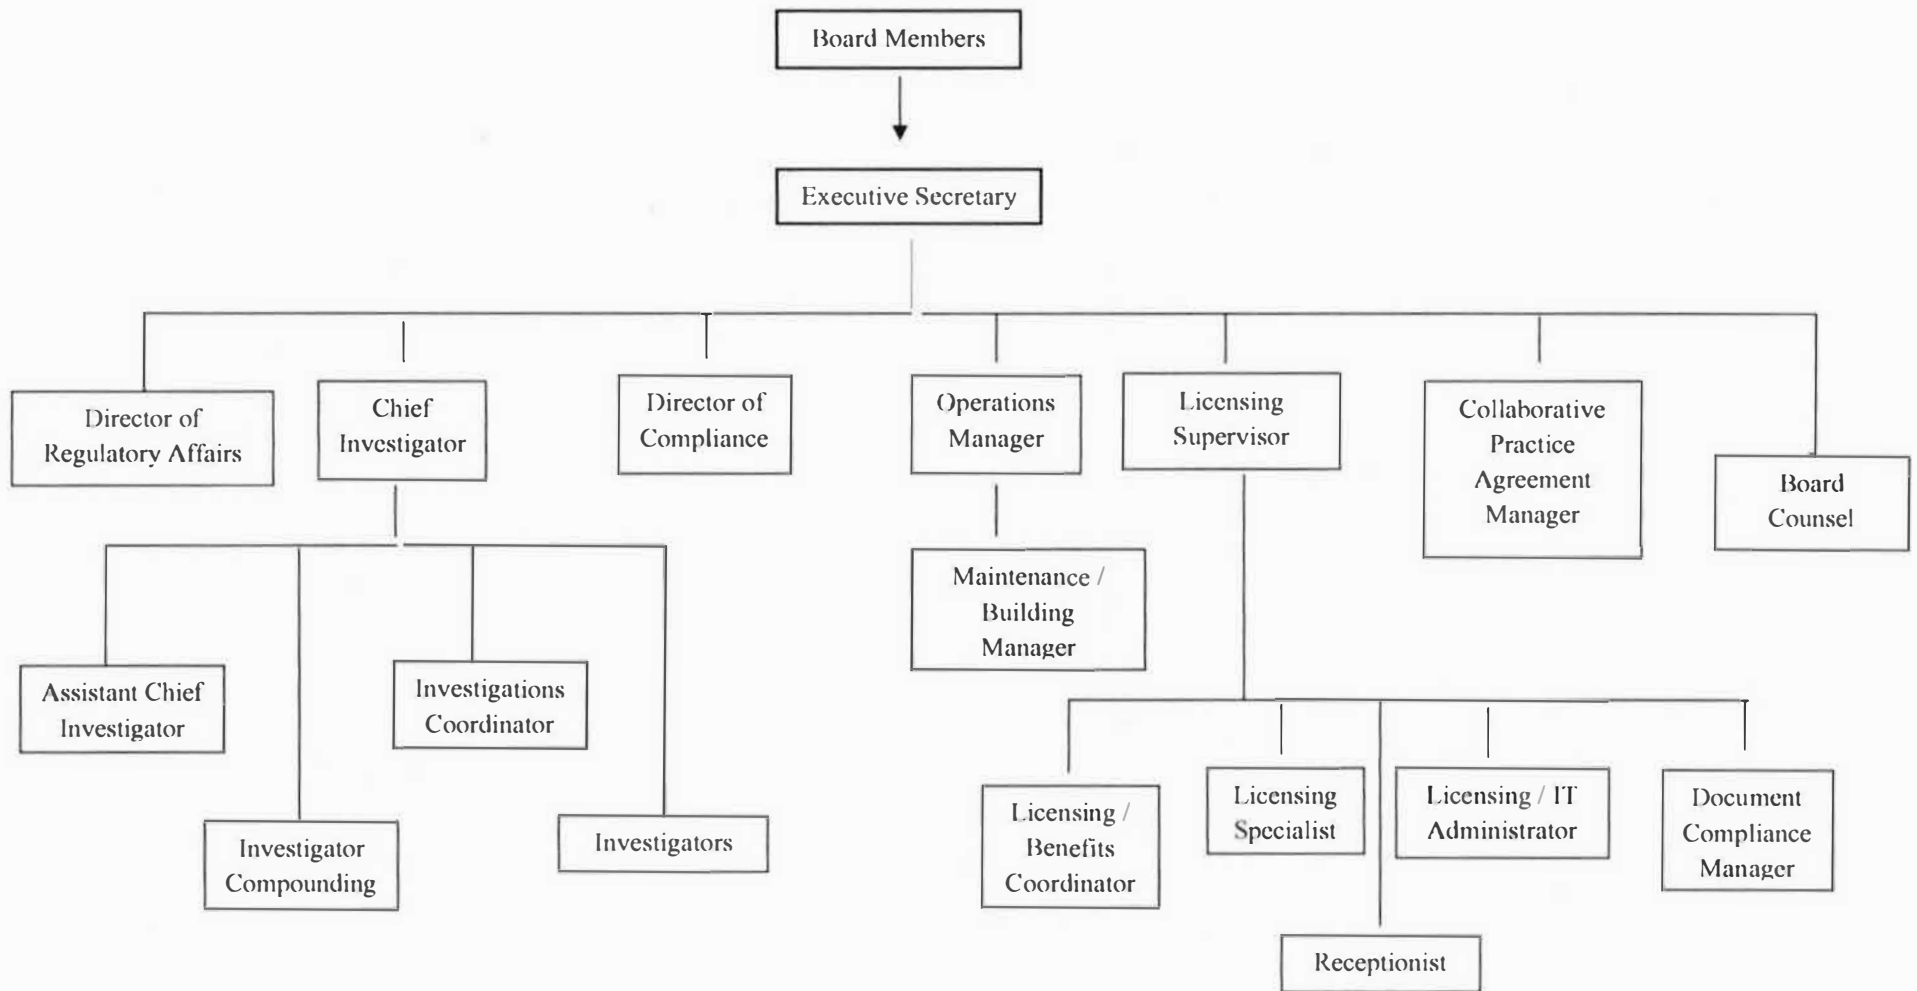 Board Members
Executive Secretary
Director of
Regulatory Affairs
Chief
Investigator
Director of
Compliance
Operations
Manager
Licensing
Supervisor
Collaborative
Practice
Agreement
Manager
Board
Counsel
Maintenance /
Building
Manager
Assistant Chief
Investigator
Investigations
Coordinator
Investigator
Compounding
Investigators
Licensing /
Benefits
Coordinator
Licensing
Specialist
Licensing / IT
Administrator
Document
Compliance
Manager
Receptionist